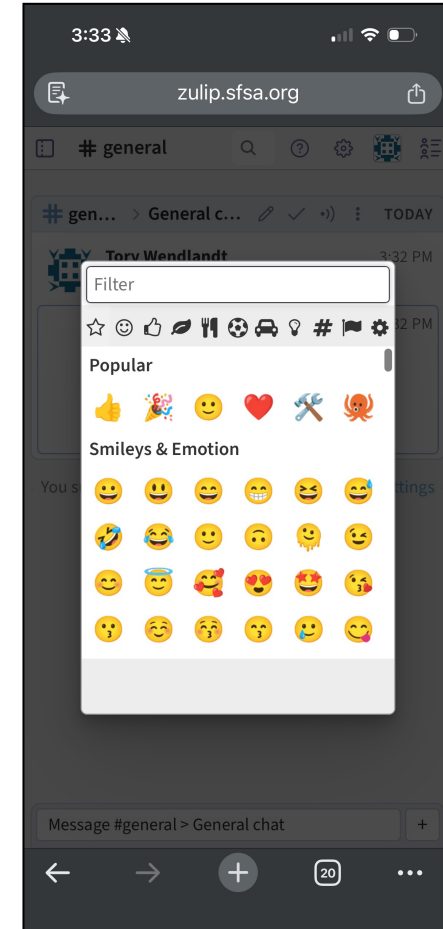 3:33
zulip.sfsa.org
# general
# gen... > General c... TODAY
Tory Wendlandt 3:32 PM
Filter
32 PM
#
Popular
Smileys & Emotion
You s ttings
Message #general > General chat +
20